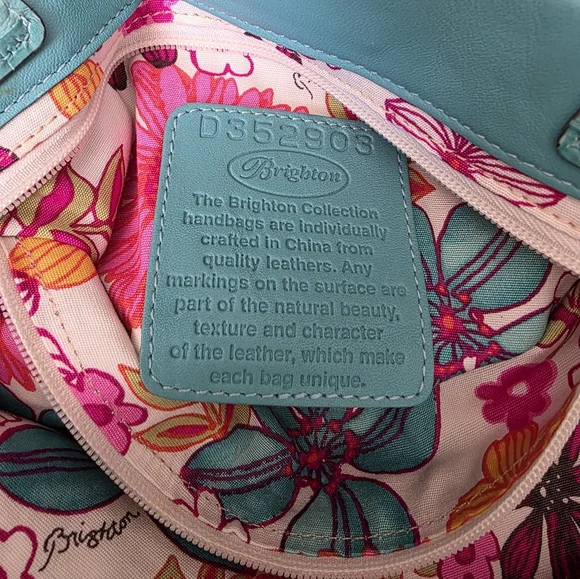 D352903
Brighton
The Brighton Collection
handbags are individually
crafted in China from
quality leathers. Any
markings on the surface are
part of the natural beauty,
texture and character
of the leather, which make
each bag unique.
Brighton